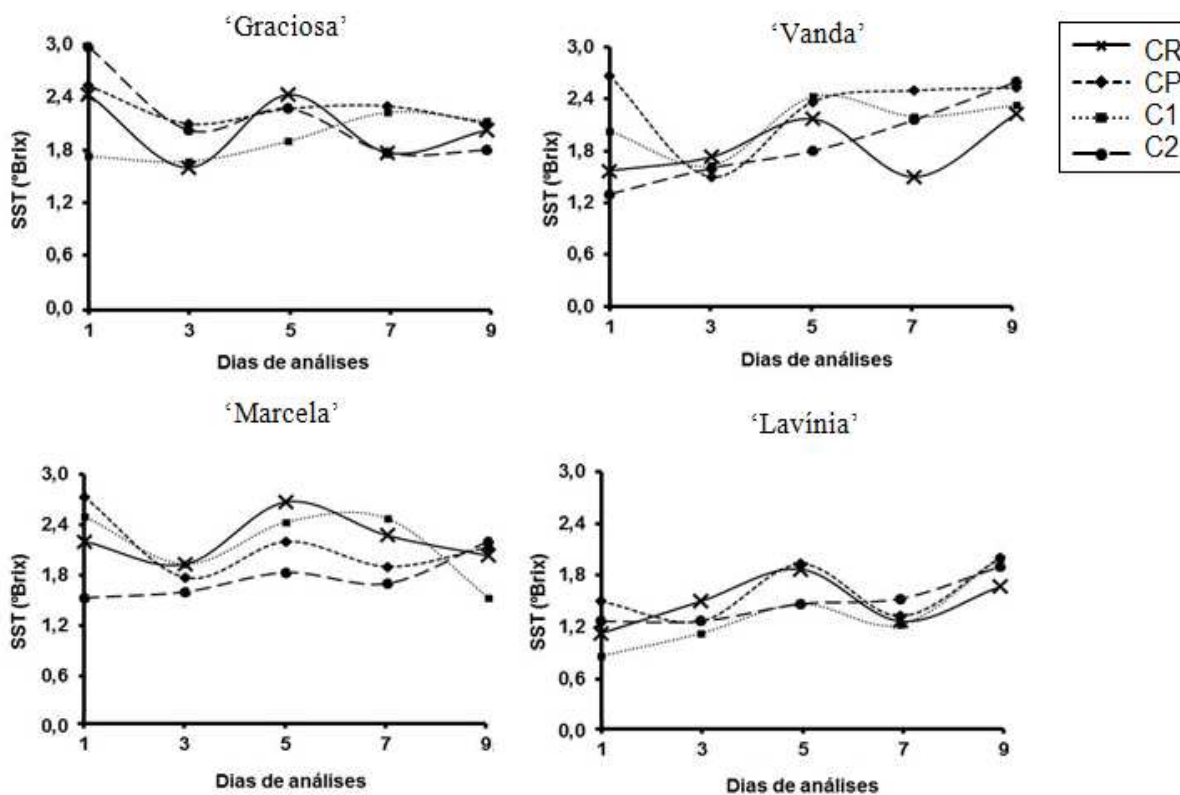 ‘Graciosa’
3,0
2,4
1,8
1,2
0,6
0,0
SST (ºBrix)
1 3 5 7 9
Dias de análises
‘Vanda’
3,0
2,4
1,8
1,2
0,6
0,0
SST (ºBrix)
1 3 5 7 9
Dias de análises
CR
CP
C1
C2
‘Marcela’
3,0
2,4
1,8
1,2
0,6
0,0
SST (ºBrix)
1 3 5 7 9
Dias de análises
‘Lavínia’
3,0
2,4
1,8
1,2
0,6
0,0
SST (ºBrix)
1 3 5 7 9
Dias de análises